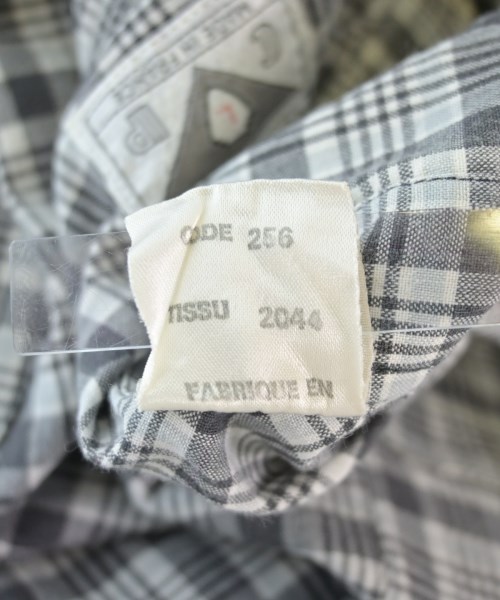 MADE IN FRANCE
C P
ODE 256
TISSU 2044
FABRIQUE EN